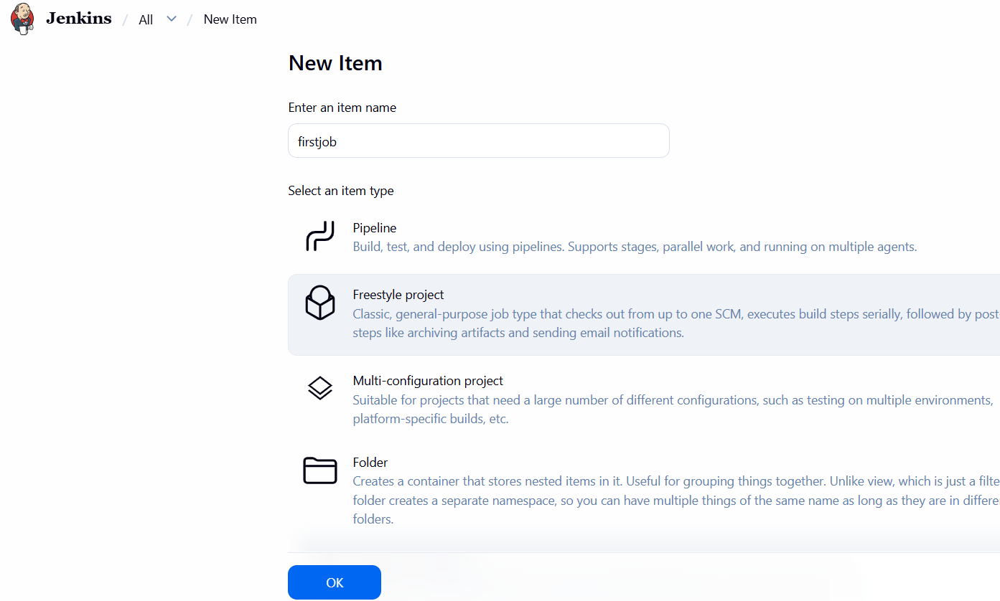 Jenkins / All / New Item
New Item
Enter an item name
firstjob
Select an item type
Pipeline
Build, test, and deploy using pipelines. Supports stages, parallel work, and running on multiple agents.
Freestyle project
Classic, general-purpose job type that checks out from up to one SCM, executes build steps serially, followed by post-
steps like archiving artifacts and sending email notifications.
Multi-configuration project
Suitable for projects that need a large number of different configurations, such as testing on multiple environments,
platform-specific builds, etc.
Folder
Creates a container that stores nested items in it. Useful for grouping things together. Unlike view, which is just a
folder creates a separate namespace, so you can have multiple things of the same name as long as they are in
folders.
OK